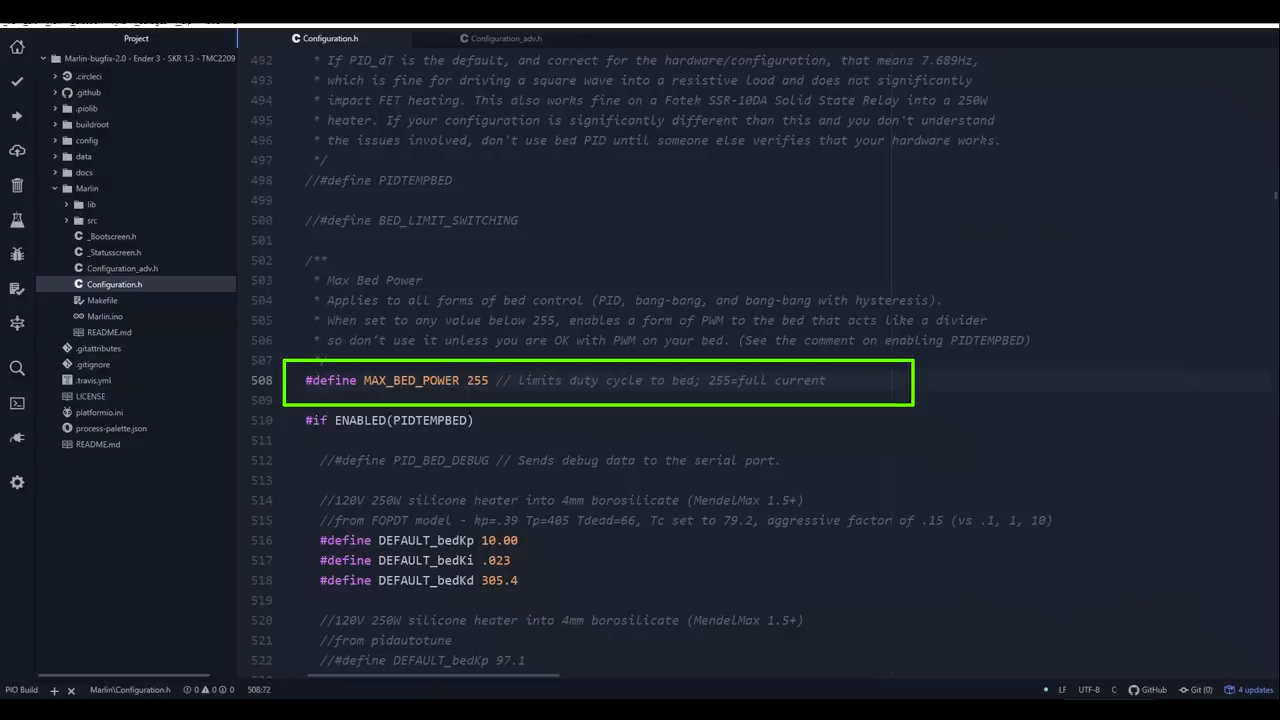 Project
Configuration.h
Configuration_adv.h
Marlin-bugfix-2.0 - Ender 3 - SKR 1.3 - TMC2209
.circleci
.github
.piolib
buildroot
config
data
docs
Marlin
lib
src
_Bootscreen.h
_Statusscreen.h
Configuration_adv.h
Configuration.h
Makefile
Marlin.ino
README.md
.gitattributes
.gitignore
.travis.yml
LICENSE
platformio.ini
process-palette.json
README.md
492 * If PID_dT is the default, and correct for the hardware/configuration, that means 7.689Hz,
493 * which is fine for driving a square wave into a resistive load and does not significantly
494 * impact FET heating. This also works fine on a Fotek SSR-10DA Solid State Relay into a 250W
495 * heater. If your configuration is significantly different than this and you don't understand
496 * the issues involved, don't use bed PID until someone else verifies that your hardware works.
497 */
498 //#define PIDTEMPBED
499
500 //#define BED_LIMIT_SWITCHING
501
502 /**
503 * Max Bed Power
504 * Applies to all forms of bed control (PID, bang-bang, and bang-bang with hysteresis).
505 * When set to any value below 255, enables a form of PWM to the bed that acts like a divider
506 * so don't use it unless you are OK with PWM on your bed. (See the comment on enabling PIDTEMPBED)
507 */
508 #define MAX_BED_POWER 255 // limits duty cycle to bed; 255=full current
509
510 #if ENABLED(PIDTEMPBED)
511
512 //#define PID_BED_DEBUG // Sends debug data to the serial port.
513
514 //120V 250W silicone heater into 4mm borosilicate (MendelMax 1.5+)
515 //from FOPDT model - kp=.39 Tp=405 Tdead=66, Tc set to 79.2, aggressive factor of .15 (vs .1, 1, 10)
516 #define DEFAULT_bedKp 10.00
517 #define DEFAULT_bedKi .023
518 #define DEFAULT_bedKd 305.4
519
520 //120V 250W silicone heater into 4mm borosilicate (MendelMax 1.5+)
521 //from pidautotune
522 //#define DEFAULT_bedKp 97.1
PIO Build + × Marlin\Configuration.h 0 0 0 508:72 LF UTF-8 C GitHub Git (0) 4 updates